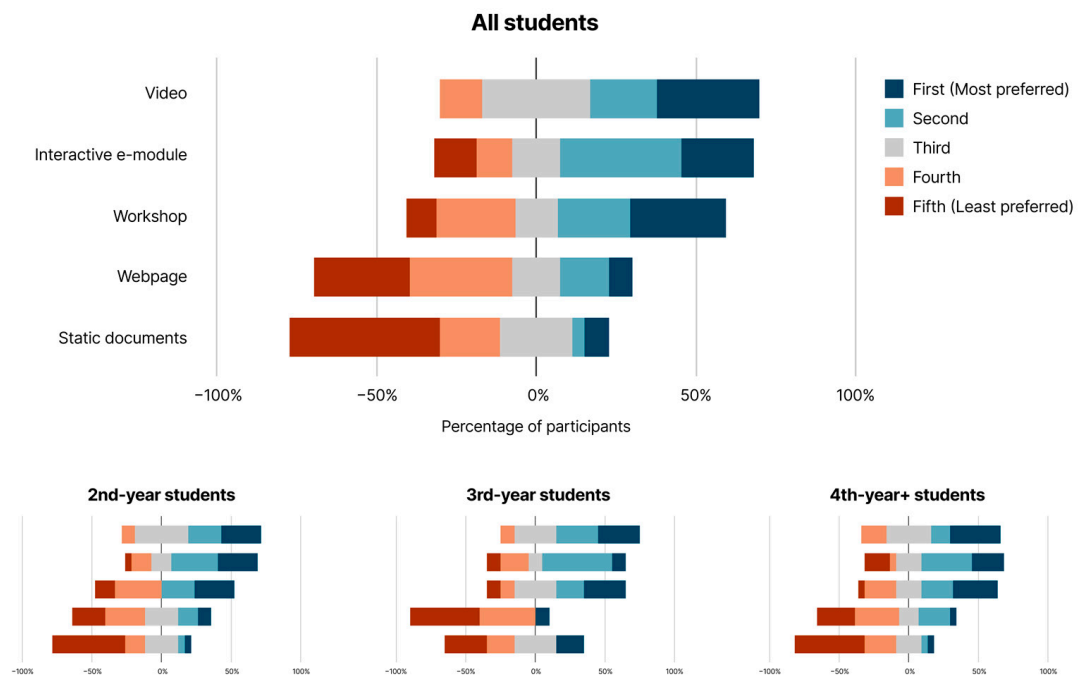 All students
Video
Interactive e-module
Workshop
Webpage
Static documents
−100%
−50%
0%
50%
100%
Percentage of participants
First (Most preferred)
Second
Third
Fourth
Fifth (Least preferred)
2nd-year students
−100%
−50%
0%
50%
100%
3rd-year students
−100%
−50%
0%
50%
100%
4th-year+ students
−100%
−50%
0%
50%
100%